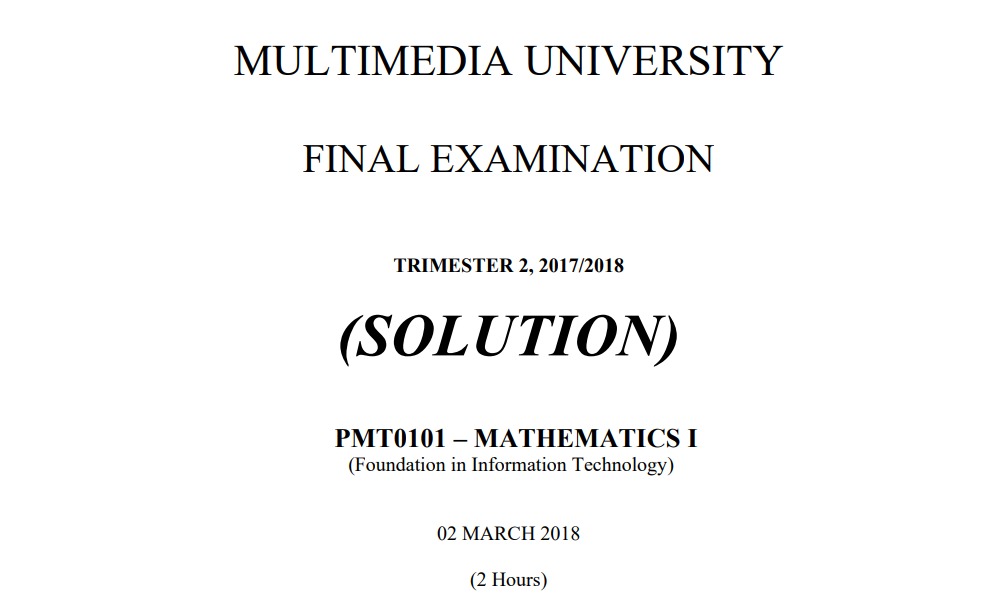 MULTIMEDIA UNIVERSITY
FINAL EXAMINATION
TRIMESTER 2, 2017/2018
(SOLUTION)
PMT0101 – MATHEMATICS I
(Foundation in Information Technology)
02 MARCH 2018
(2 Hours)